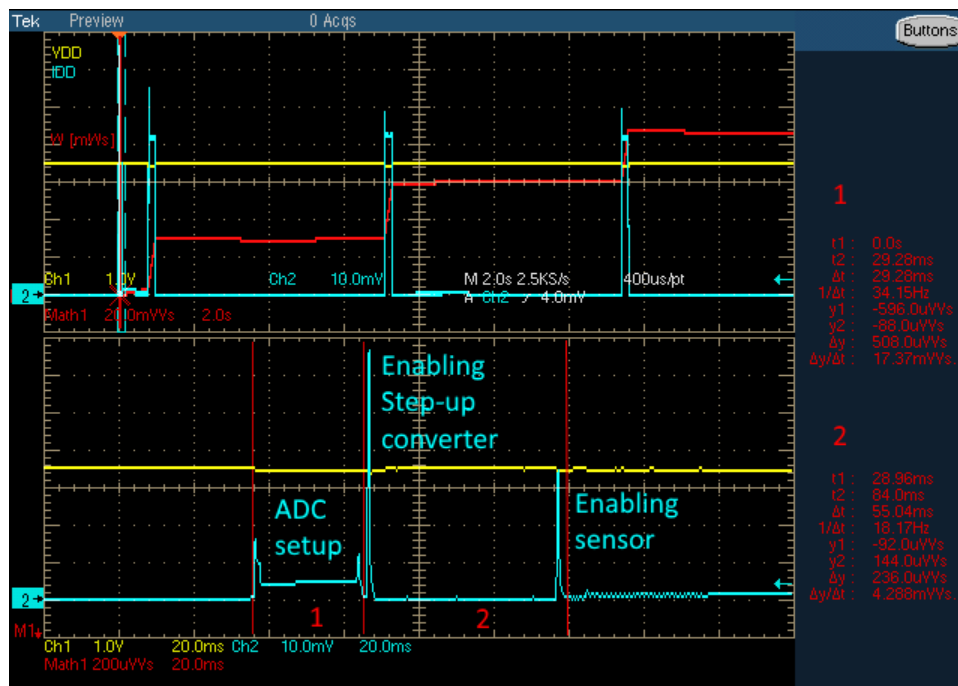 Tek Preview 0 Acqs
Buttons
VDD
IDD
W [mWs]
Ch1 1.0V Ch2 10.0mV M 2.0s 2.5KS/s 400us/pt
A Ch2 4.0mV
2
Math1 2.0s
1
t1 : 0.0s
t2 : 29.28ms
Δt : 29.28ms
1/Δt : 34.15Hz
y1 : -596.0uVVs
y2 : -88.0uVVs
Δy : 508.0uVVs
Δy/Δt : 17.37mVVs.
Enabling
Step-up
converter
ADC
setup
Enabling
sensor
2
1
2
M1
Ch1 1.0V 20.0ms Ch2 10.0mV 20.0ms
Math1 200uVVs 20.0ms
2
t1 : 28.96ms
t2 : 84.0ms
Δt : 55.04ms
1/Δt : 18.17Hz
y1 : -92.0uVVs
y2 : 144.0uVVs
Δy : 236.0uVVs
Δy/Δt : 4.288mVVs.